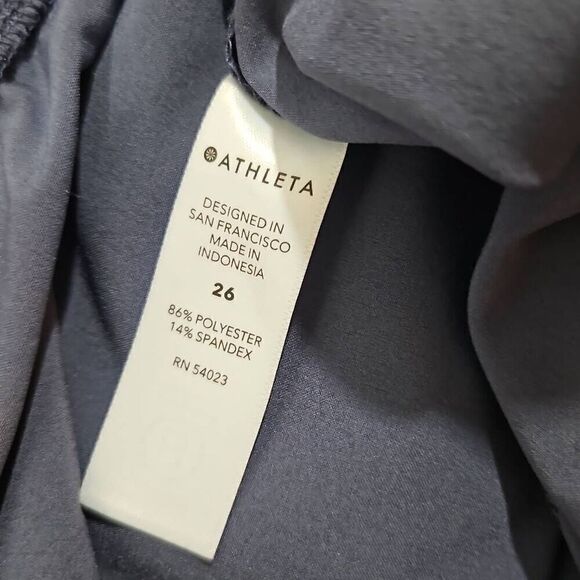 ATHLETA
DESIGNED IN
SAN FRANCISCO
MADE IN
INDONESIA
26
86% POLYESTER
14% SPANDEX
RN 54023